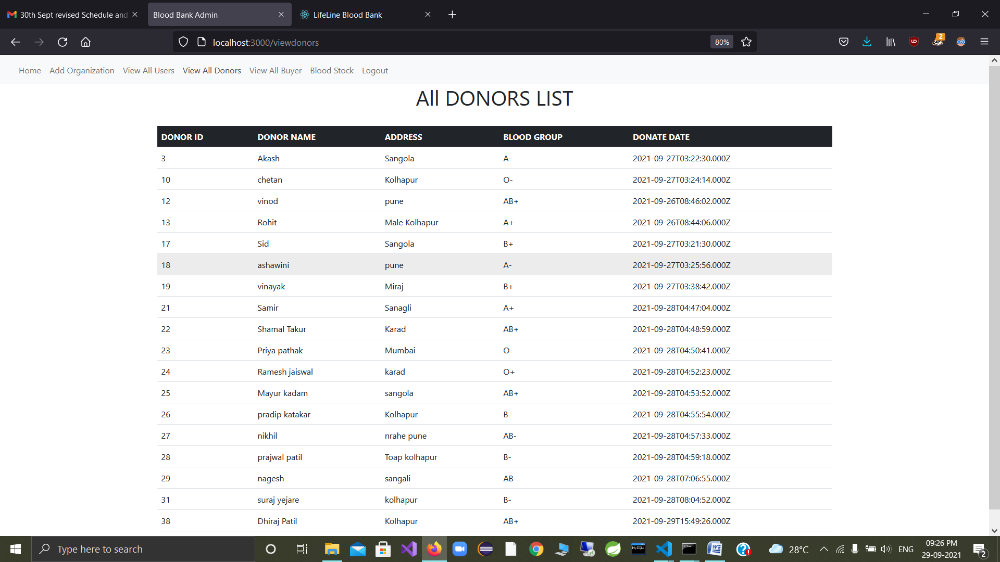 30th Sept revised Schedule and
Blood Bank Admin
LifeLine Blood Bank
localhost:3000/viewdonors
80%
2
Home Add Organization View All Users View All Donors View All Buyer Blood Stock Logout
All DONORS LIST
DONOR ID DONOR NAME ADDRESS BLOOD GROUP DONATE DATE
3 Akash Sangola A- 2021-09-27T03:22:30.000Z
10 chetan Kolhapur O- 2021-09-27T03:24:14.000Z
12 vinod pune AB+ 2021-09-26T08:46:02.000Z
13 Rohit Male Kolhapur A+ 2021-09-26T08:44:06.000Z
17 Sid Sangola B+ 2021-09-27T03:21:30.000Z
18 ashawini pune A- 2021-09-27T03:25:56.000Z
19 vinayak Miraj B+ 2021-09-27T03:38:42.000Z
21 Samir Sanagli A+ 2021-09-28T04:47:04.000Z
22 Shamal Takur Karad AB+ 2021-09-28T04:48:59.000Z
23 Priya pathak Mumbai O- 2021-09-28T04:50:41.000Z
24 Ramesh jaiswal karad O+ 2021-09-28T04:52:23.000Z
25 Mayur kadam sangola AB+ 2021-09-28T04:53:52.000Z
26 pradip katakar Kolhapur B- 2021-09-28T04:55:54.000Z
27 nikhil nrahe pune AB- 2021-09-28T04:57:33.000Z
28 prajwal patil Toap kolhapur B- 2021-09-28T04:59:18.000Z
29 nagesh sangali AB- 2021-09-28T07:06:55.000Z
31 suraj yejare kolhapur B- 2021-09-28T08:04:52.000Z
38 Dhiraj Patil Kolhapur AB+ 2021-09-29T15:49:26.000Z
Type here to search
MySQL
28°C
ENG
09:26 PM
29-09-2021
2